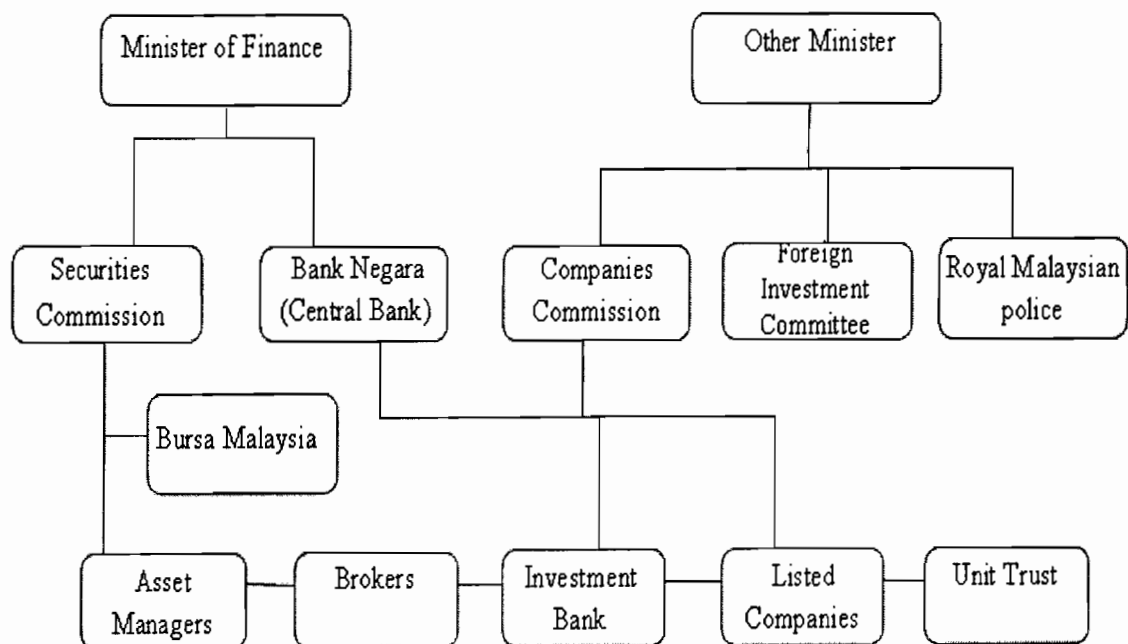 Minister of Finance
Other Minister
Securities
Commission
Bank Negara
(Central Bank)
Companies
Commission
Foreign
Investment
Committee
Royal Malaysian
police
Bursa Malaysia
Asset
Managers
Brokers
Investment
Bank
Listed
Companies
Unit Trust